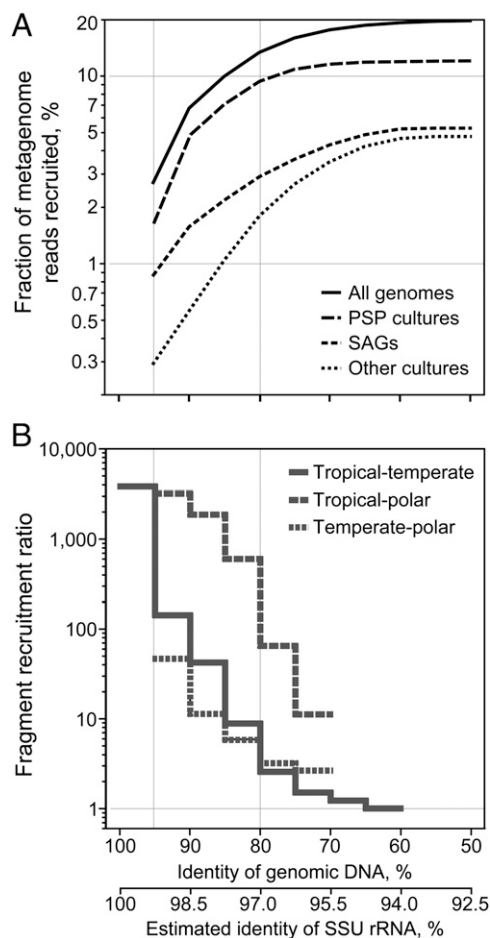 A
Fraction of metagenome
reads recruited, %
20
10
7
5
3
2
1
0.7
0.5
0.3
All genomes
PSP cultures
SAGs
Other cultures
B
Fragment recruitment ratio
10,000
1,000
100
10
1
Tropical-temperate
Tropical-polar
Temperate-polar
100 90 80 70 60 50
Identity of genomic DNA, %
100 98.5 97.0 95.5 94.0 92.5
Estimated identity of SSU rRNA, %